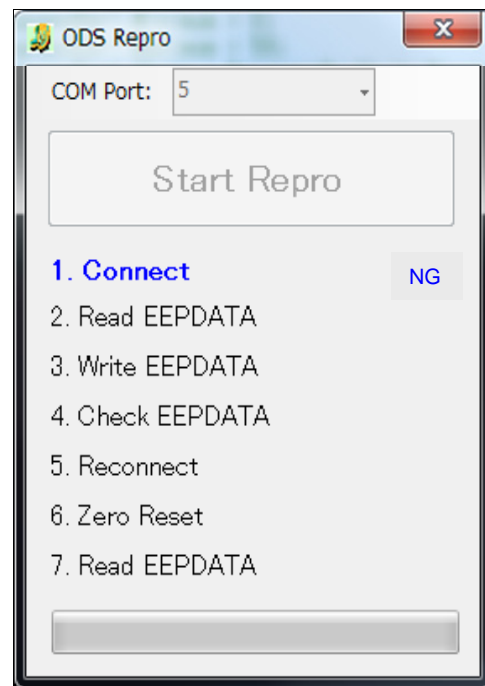 ODS Repro
COM Port: 5
Start Repro
1. Connect NG
2. Read EEPDATA
3. Write EEPDATA
4. Check EEPDATA
5. Reconnect
6. Zero Reset
7. Read EEPDATA